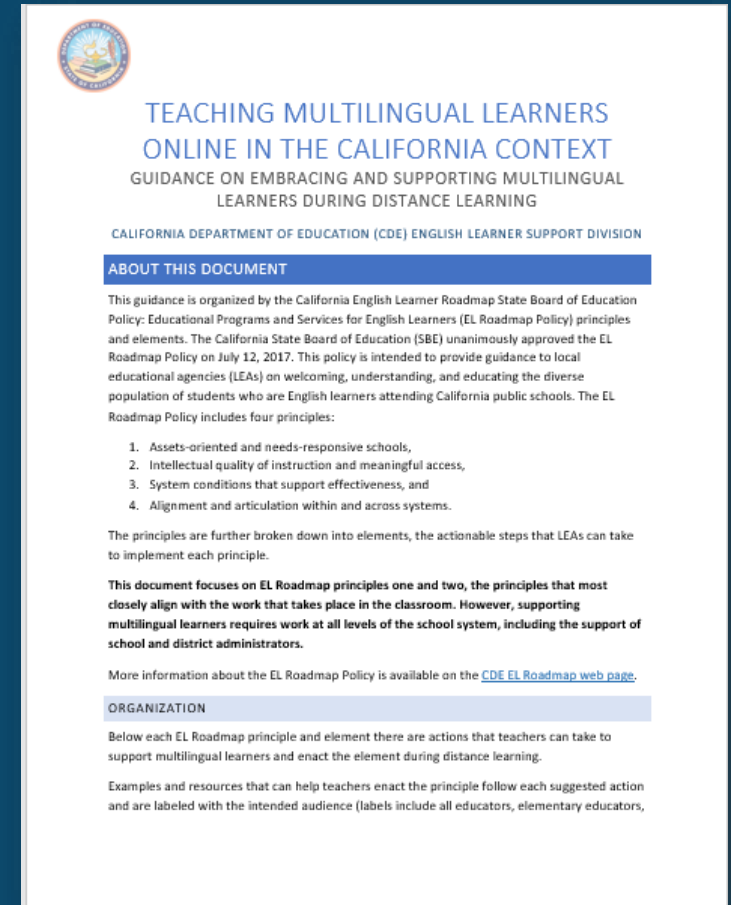 DEPARTMENT OF EDUCATION
STATE OF CALIFORNIA
TEACHING MULTILINGUAL LEARNERS
ONLINE IN THE CALIFORNIA CONTEXT
GUIDANCE ON EMBRACING AND SUPPORTING MULTILINGUAL
LEARNERS DURING DISTANCE LEARNING
CALIFORNIA DEPARTMENT OF EDUCATION (CDE) ENGLISH LEARNER SUPPORT DIVISION
ABOUT THIS DOCUMENT
This guidance is organized by the California English Learner Roadmap State Board of Education
Policy: Educational Programs and Services for English Learners (EL Roadmap Policy) principles
and elements. The California State Board of Education (SBE) unanimously approved the EL
Roadmap Policy on July 12, 2017. This policy is intended to provide guidance to local
educational agencies (LEAs) on welcoming, understanding, and educating the diverse
population of students who are English learners attending California public schools. The EL
Roadmap Policy includes four principles:
1. Assets-oriented and needs-responsive schools,
2. Intellectual quality of instruction and meaningful access,
3. System conditions that support effectiveness, and
4. Alignment and articulation within and across systems.
The principles are further broken down into elements, the actionable steps that LEAs can take
to implement each principle.
This document focuses on EL Roadmap principles one and two, the principles that most
closely align with the work that takes place in the classroom. However, supporting
multilingual learners requires work at all levels of the school system, including the support of
school and district administrators.
More information about the EL Roadmap Policy is available on the CDE EL Roadmap web page.
ORGANIZATION
Below each EL Roadmap principle and element there are actions that teachers can take to
support multilingual learners and enact the element during distance learning.
Examples and resources that can help teachers enact the principle follow each suggested action
and are labeled with the intended audience (labels include all educators, elementary educators,